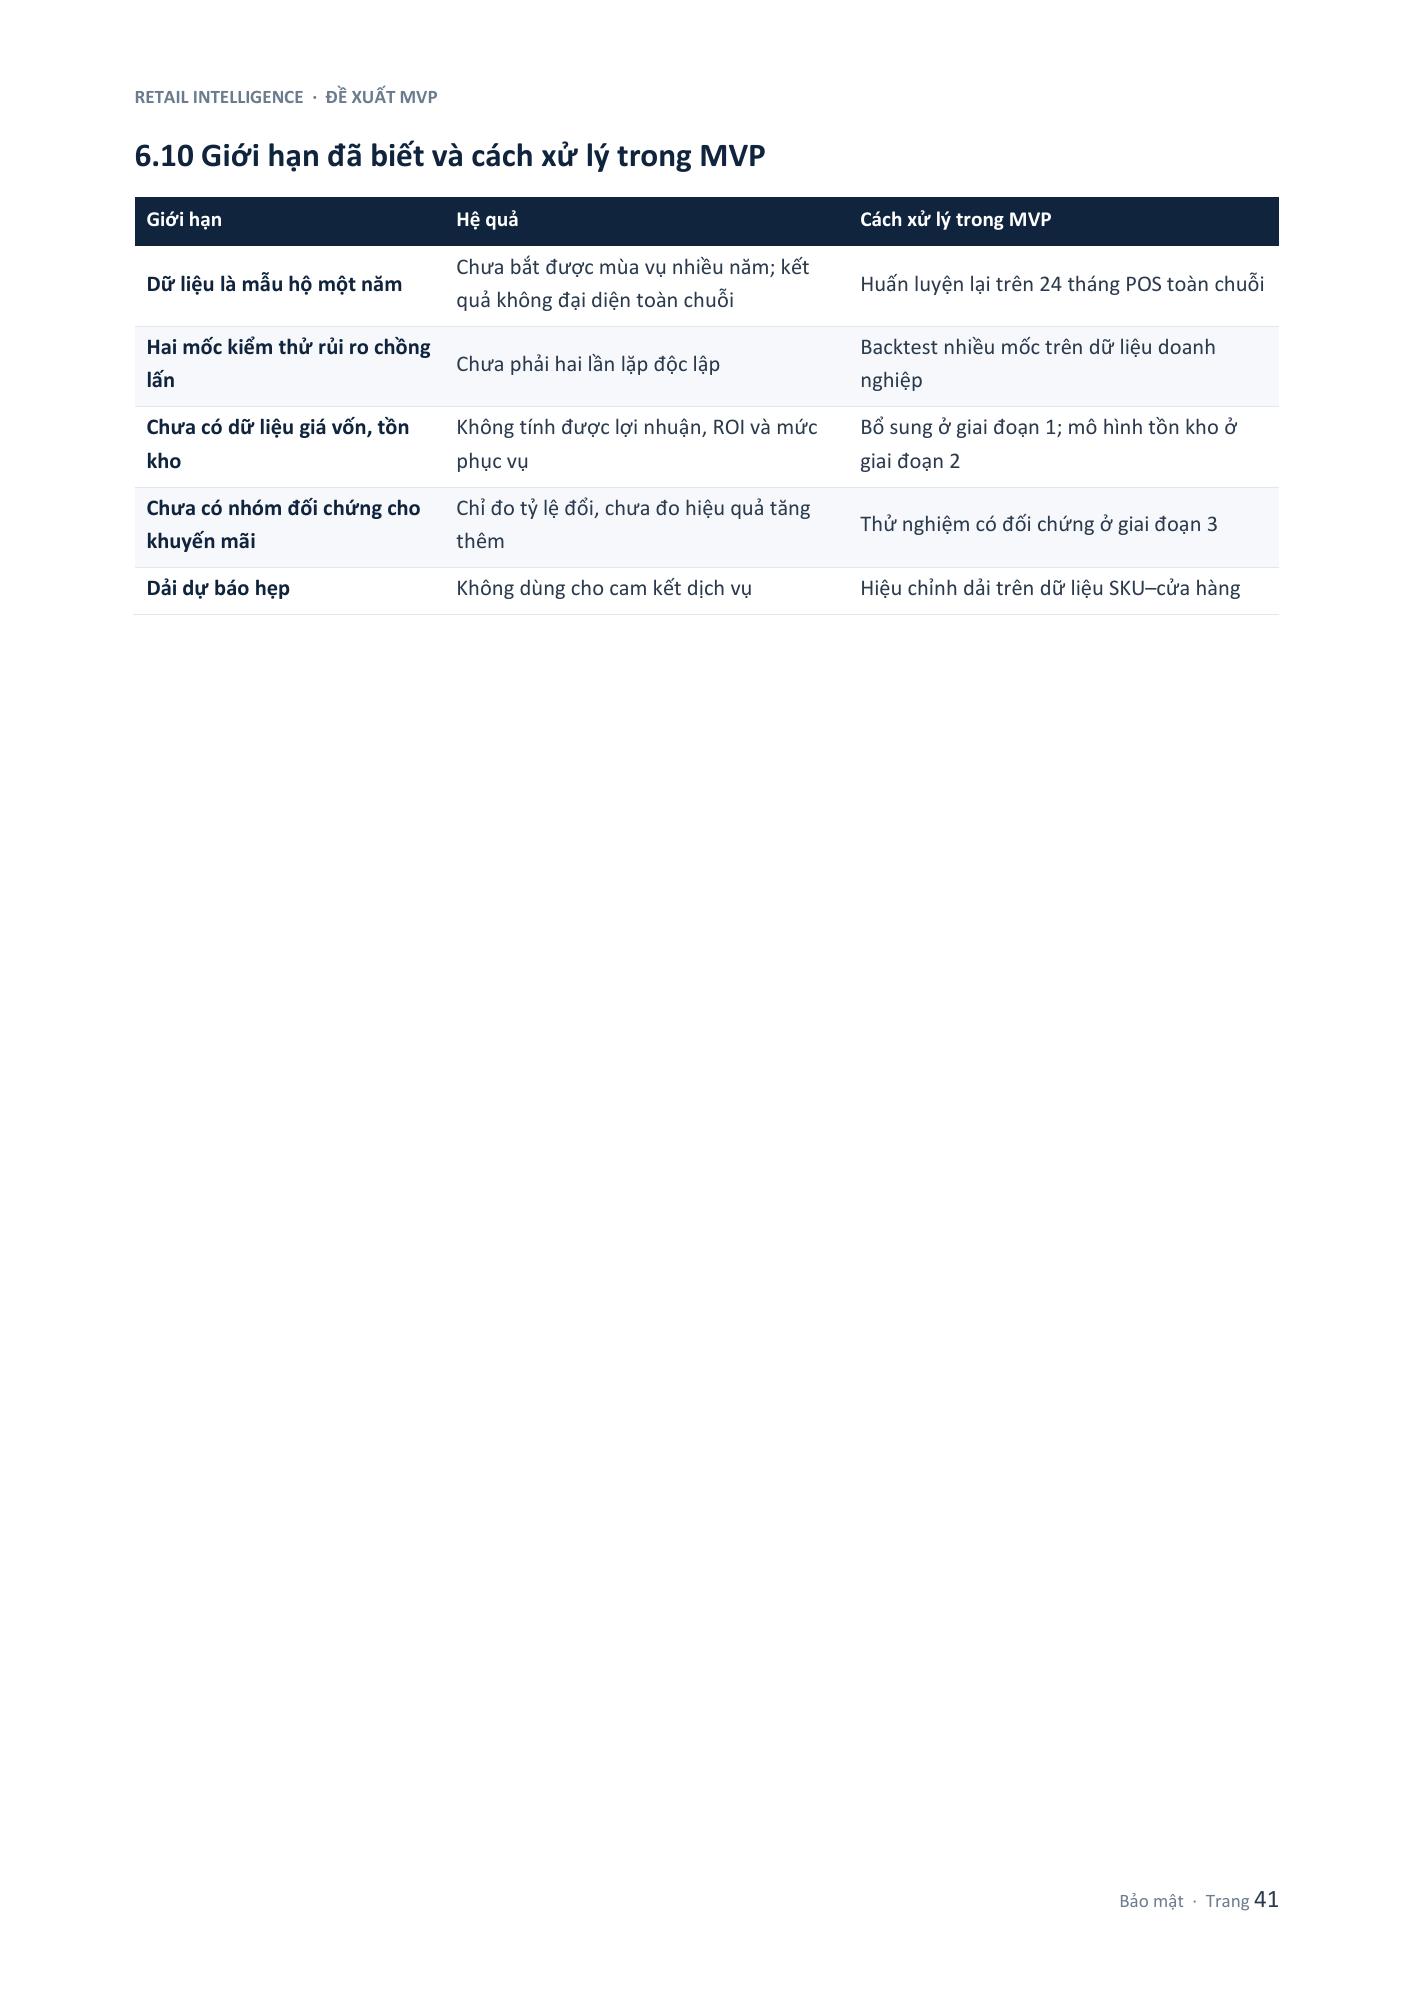 RETAIL INTELLIGENCE · ĐỀ XUẤT MVP
6.10 Giới hạn đã biết và cách xử lý trong MVP
Giới hạn Hệ quả Cách xử lý trong MVP
Dữ liệu là mẫu hộ một năm
Chưa bắt được mùa vụ nhiều năm; kết
quả không đại diện toàn chuỗi
Huấn luyện lại trên 24 tháng POS toàn chuỗi
Hai mốc kiểm thử rủi ro chồng
lấn
Chưa phải hai lần lặp độc lập
Backtest nhiều mốc trên dữ liệu doanh
nghiệp
Chưa có dữ liệu giá vốn, tồn
kho
Không tính được lợi nhuận, ROI và mức
phục vụ
Bổ sung ở giai đoạn 1; mô hình tồn kho ở
giai đoạn 2
Chưa có nhóm đối chứng cho
khuyến mãi
Chỉ đo tỷ lệ đổi, chưa đo hiệu quả tăng
thêm
Thử nghiệm có đối chứng ở giai đoạn 3
Dải dự báo hẹp
Không dùng cho cam kết dịch vụ
Hiệu chỉnh dải trên dữ liệu SKU–cửa hàng
Bảo mật · Trang 41